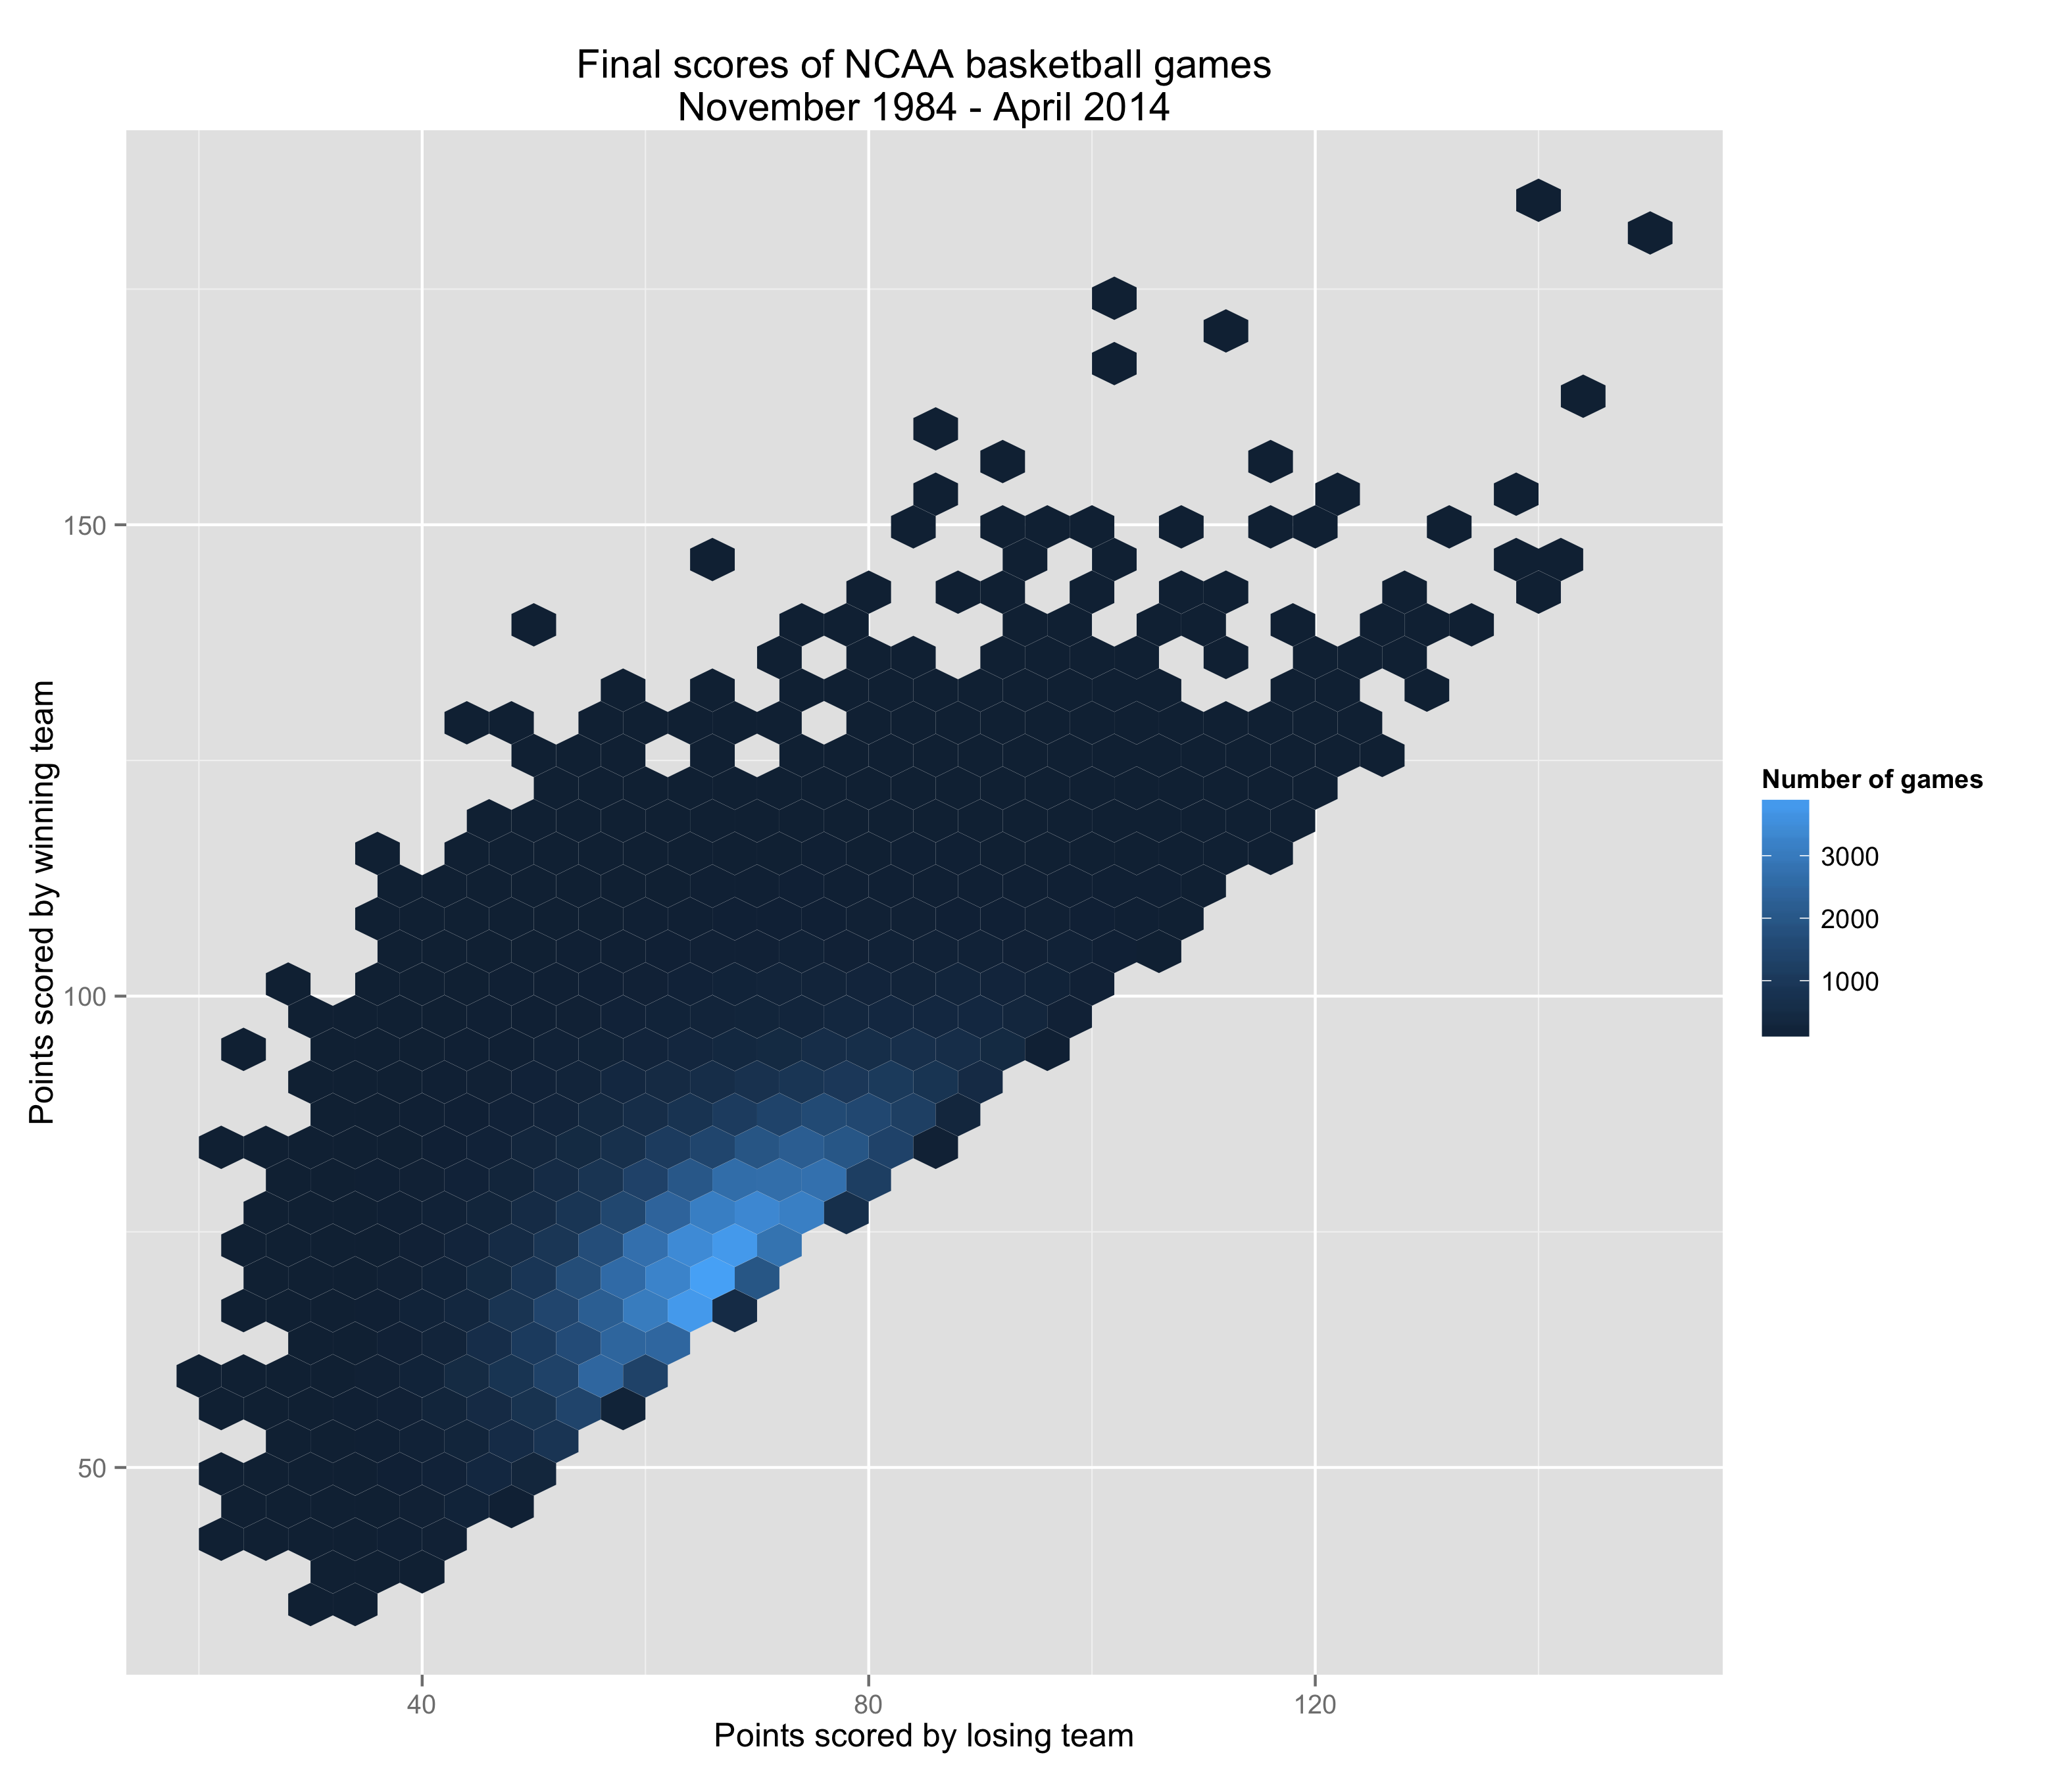 Final scores of NCAA basketball games
November 1984 - April 2014
Points scored by winning team
150
100
50
40 80 120
Points scored by losing team
Number of games
3000
2000
1000